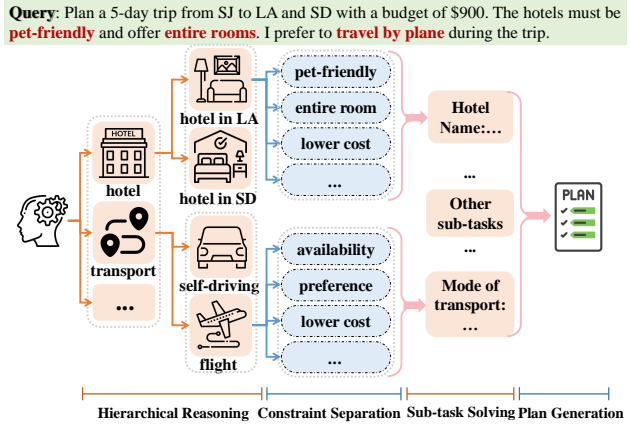 Query: Plan a 5-day trip from SJ to LA and SD with a budget of $900. The hotels must be
pet-friendly and offer entire rooms. I prefer to travel by plane during the trip.
HOTEL
hotel
transport
...
hotel in LA
hotel in SD
self-driving
flight
pet-friendly
entire room
lower cost
...
availability
preference
lower cost
...
Hotel
Name:...
...
Other
sub-tasks
...
Mode of
transport:
...
PLAN
Hierarchical Reasoning
Constraint Separation
Sub-task Solving
Plan Generation